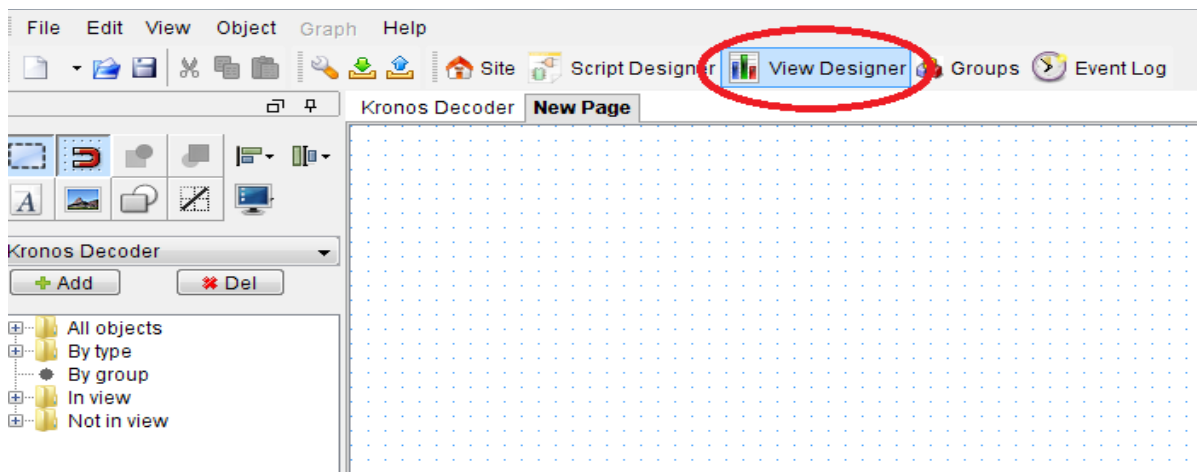 File Edit View Object Graph Help
Site Script Designer View Designer Groups Event Log
Kronos Decoder New Page
A
Kronos Decoder
Add Del
All objects
By type
By group
In view
Not in view